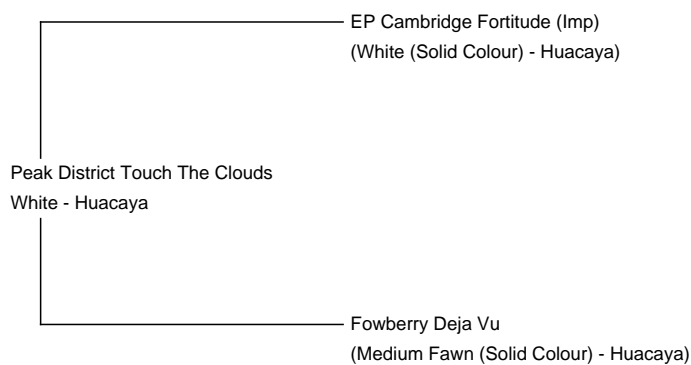 EP Cambridge Fortitude (Imp)
(White (Solid Colour) - Huacaya)
Peak District Touch The Clouds
White - Huacaya
Fowberry Deja Vu
(Medium Fawn (Solid Colour) - Huacaya)